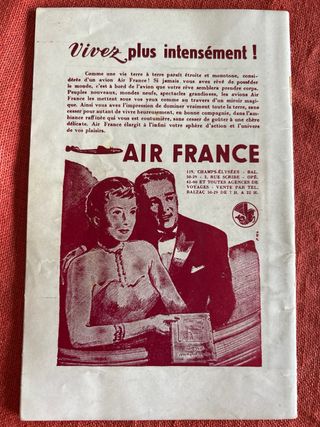 Vivez plus intensément !
Comme une vie terre à terre paraît étroite et monotone, consi-
dérée d'un avion Air France ! Si jamais vous avez rêvé de posséder
le monde, c'est à bord de l'avion que votre rêve semblera prendre corps.
Peuples nouveaux, mondes neufs, spectacles grandioses, les avions Air
France les mettent sous vos yeux comme au travers d'un miroir magi-
que. Ainsi vous avez l'impression de dominer vraiment toute la terre, sans
cesser pour autant de vivre heureusement, en bonne compagnie, dans l'am-
biance raffinée qui vous est coutumière, sans cesser de goûter à une chère
délicate. Air France élargit à l'infini votre sphère d'action et l'univers
de vos plaisirs.
AIR FRANCE
119, CHAMPS-ÉLYSÉES - BAL.
50-29 - 2, RUE SCRIBE - OPÉ.
41-00 ET TOUTES AGENCES DE
VOYAGES - VENTE PAR TÉL.
BALZAC 50-29 DE 7 H. A 22 H.